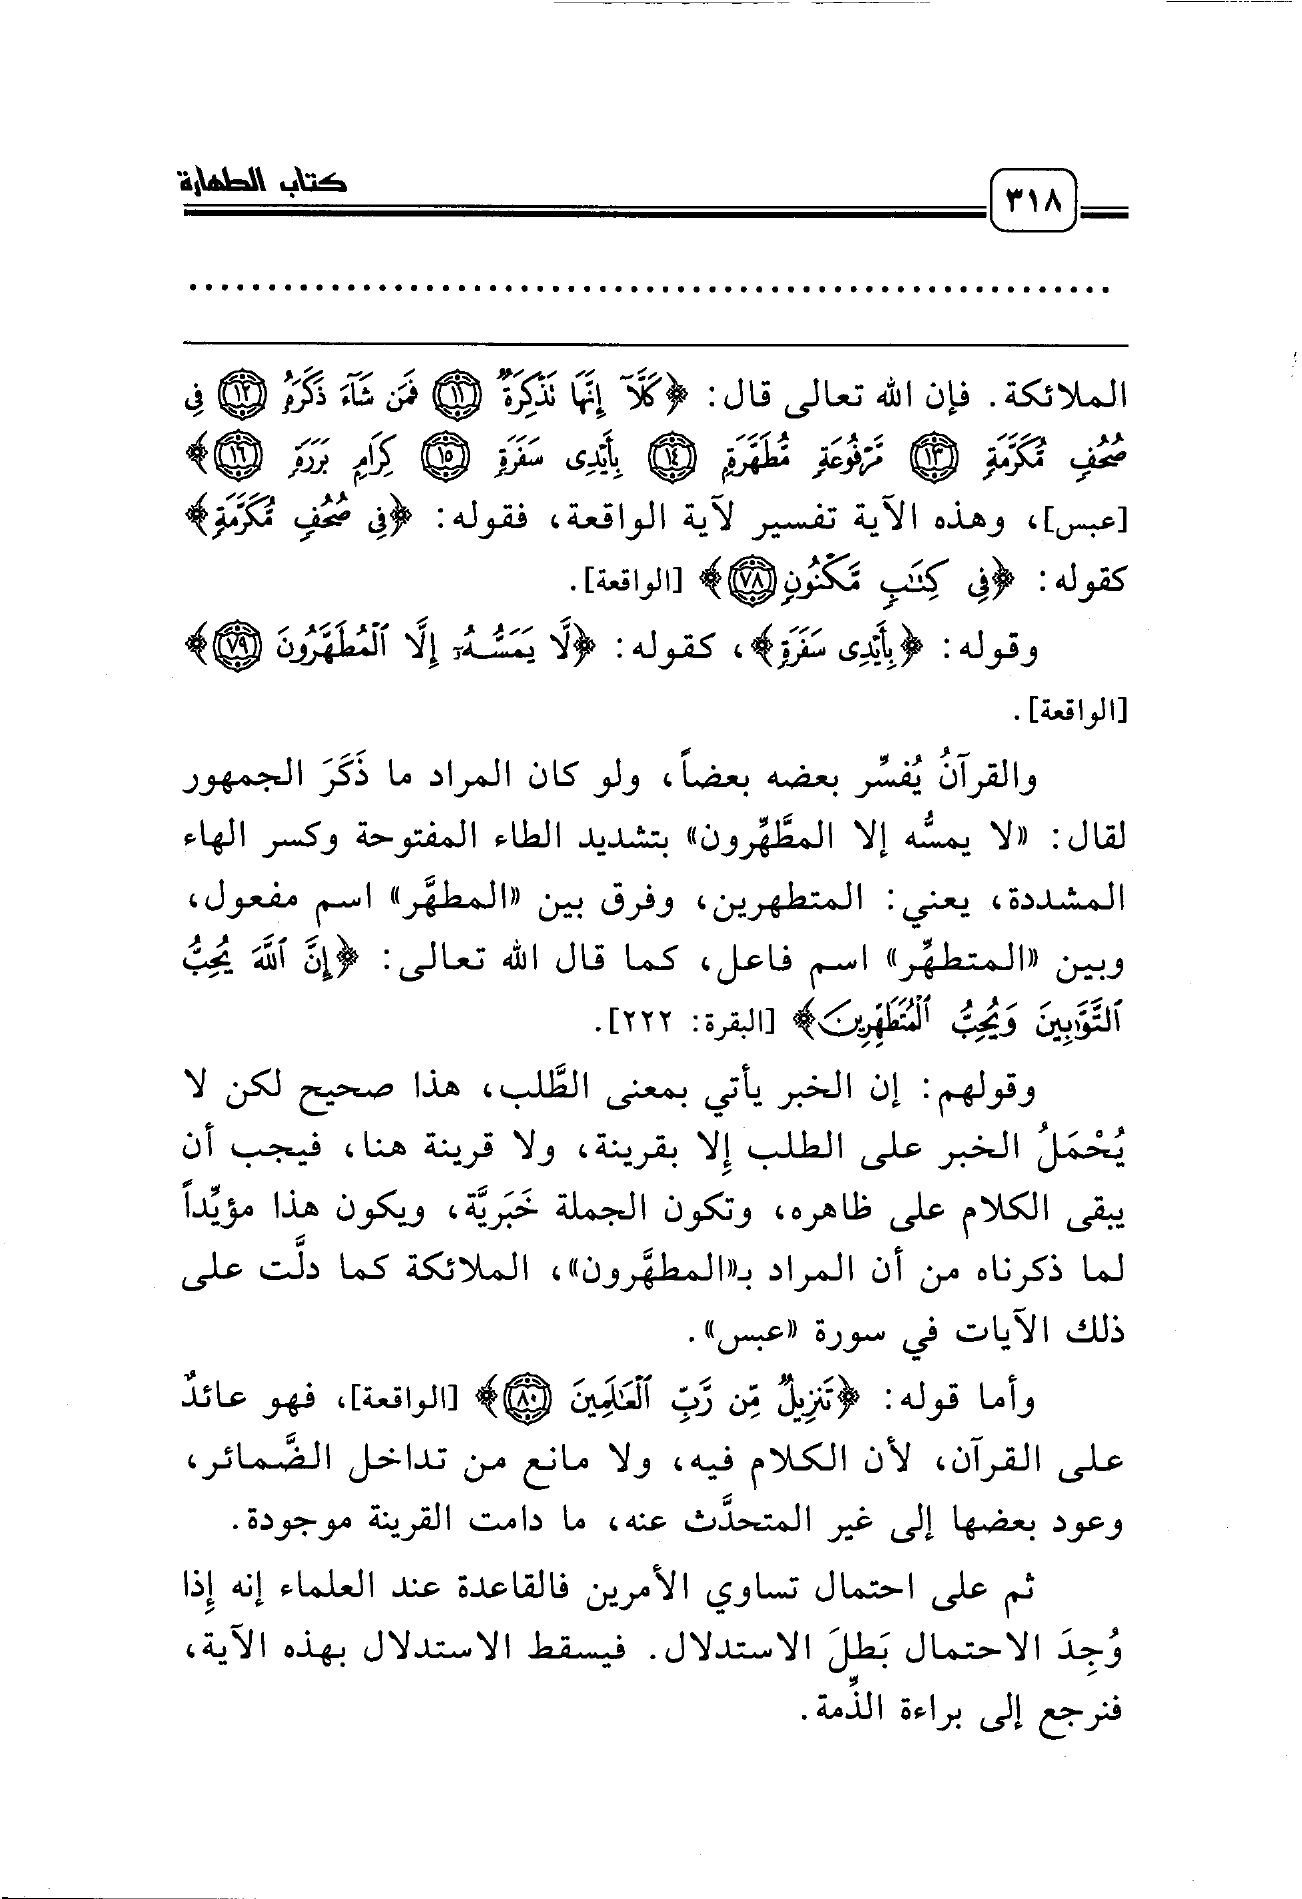 ٣١٨
كتاب الطهارة
..........................................................
الملائكة. فإن الله تعالى قال: ﴿كَلَّآ إِنَّهَا تَذْكِرَةٌ ١١ فَمَن شَآءَ ذَكَرَهُ ١٢ فِى
صُحُفٍ مُّكَرَّمَةٍ ١٣ مَّرْفُوعَةٍ مُّطَهَّرَةٍ ١٤ بِأَيْدِى سَفَرَةٍ ١٥ كِرَامٍ بَرَرَةٍ ١٦﴾
[عبس]، وهذه الآية تفسير لآية الواقعة، فقوله: ﴿فِى صُحُفٍ مُّكَرَّمَةٍ﴾
كقوله: ﴿فِى كِتَٰبٍ مَّكْنُونٍ ٧٨﴾ [الواقعة].
وقوله: ﴿بِأَيْدِى سَفَرَةٍ﴾، كقوله: ﴿لَّا يَمَسُّهُۥٓ إِلَّا ٱلْمُطَهَّرُونَ ٧٩﴾
[الواقعة].
والقرآنُ يُفسِّر بعضه بعضاً، ولو كان المراد ما ذَكَرَ الجمهور
لقال: «لا يمسُّه إلا المطَّهِّرون» بتشديد الطاء المفتوحة وكسر الهاء
المشددة، يعني: المتطهرين، وفرق بين «المطهَّر» اسم مفعول،
وبين «المتطهِّر» اسم فاعل، كما قال الله تعالى: ﴿إِنَّ ٱللَّهَ يُحِبُّ
ٱلتَّوَّٰبِينَ وَيُحِبُّ ٱلْمُتَطَهِّرِينَ﴾ [البقرة: ٢٢٢].
وقولهم: إن الخبر يأتي بمعنى الطَّلب، هذا صحيح لكن لا
يُحْمَلُ الخبر على الطلب إِلا بقرينة، ولا قرينة هنا، فيجب أن
يبقى الكلام على ظاهره، وتكون الجملة خَبَريَّة، ويكون هذا مؤيِّداً
لما ذكرناه من أن المراد بـ«المطهَّرون»، الملائكة كما دلَّت على
ذلك الآيات في سورة «عبس».
وأما قوله: ﴿تَنزِيلٌ مِّن رَّبِّ ٱلْعَٰلَمِينَ ٨٠﴾ [الواقعة]، فهو عائدٌ
على القرآن، لأن الكلام فيه، ولا مانع من تداخل الضَّمائر،
وعود بعضها إلى غير المتحدَّث عنه، ما دامت القرينة موجودة.
ثم على احتمال تساوي الأمرين فالقاعدة عند العلماء إنه إِذا
وُجِدَ الاحتمال بَطلَ الاستدلال. فيسقط الاستدلال بهذه الآية،
فنرجع إلى براءة الذِّمة.